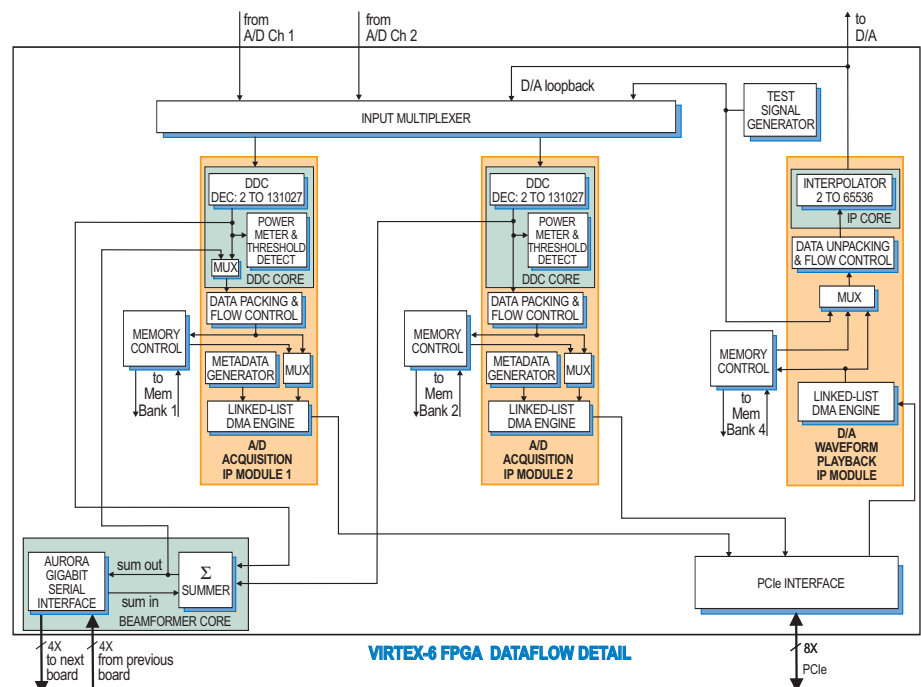 from
A/D Ch 1
from
A/D Ch 2
to
D/A
D/A loopback
TEST
SIGNAL
GENERATOR
INPUT MULTIPLEXER
DDC
DEC: 2 TO 131027
POWER
METER &
THRESHOLD
DETECT
MUX
DDC CORE
DATA PACKING &
FLOW CONTROL
MEMORY
CONTROL
METADATA
GENERATOR
MUX
to
Mem
Bank 1
LINKED-LIST
DMA ENGINE
A/D
ACQUISITION
IP MODULE 1
DDC
DEC: 2 TO 131027
POWER
METER &
THRESHOLD
DETECT
DDC CORE
DATA PACKING &
FLOW CONTROL
MEMORY
CONTROL
METADATA
GENERATOR
MUX
to
Mem
Bank 2
LINKED-LIST
DMA ENGINE
A/D
ACQUISITION
IP MODULE 2
INTERPOLATOR
2 TO 65536
IP CORE
DATA UNPACKING
& FLOW CONTROL
MUX
MEMORY
CONTROL
to
Mem
Bank 4
LINKED-LIST
DMA ENGINE
D/A
WAVEFORM
PLAYBACK
IP MODULE
AURORA
GIGABIT
SERIAL
INTERFACE
sum out
sum in
Σ
SUMMER
BEAMFORMER CORE
PCIe INTERFACE
4X
to next
board
4X
from previous
board
VIRTEX-6 FPGA DATAFLOW DETAIL
8X
PCIe